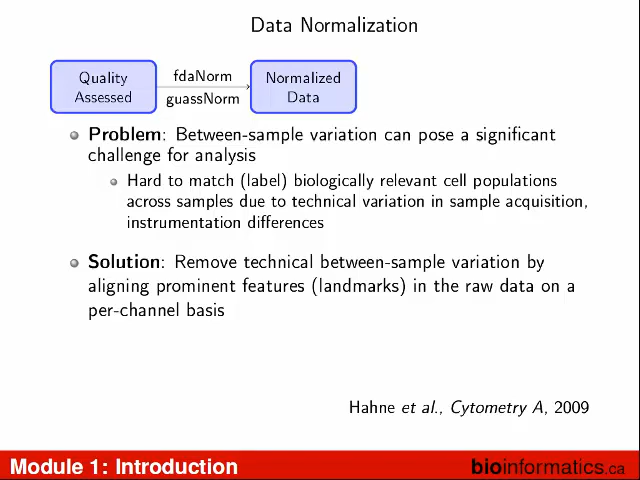 Data Normalization
Quality
Assessed
fdaNorm
guassNorm
Normalized
Data
Problem: Between-sample variation can pose a significant
challenge for analysis
Hard to match (label) biologically relevant cell populations
across samples due to technical variation in sample acquisition,
instrumentation differences
Solution: Remove technical between-sample variation by
aligning prominent features (landmarks) in the raw data on a
per-channel basis
Hahne et al., Cytometry A, 2009
Module 1: Introduction
bioinformatics.ca